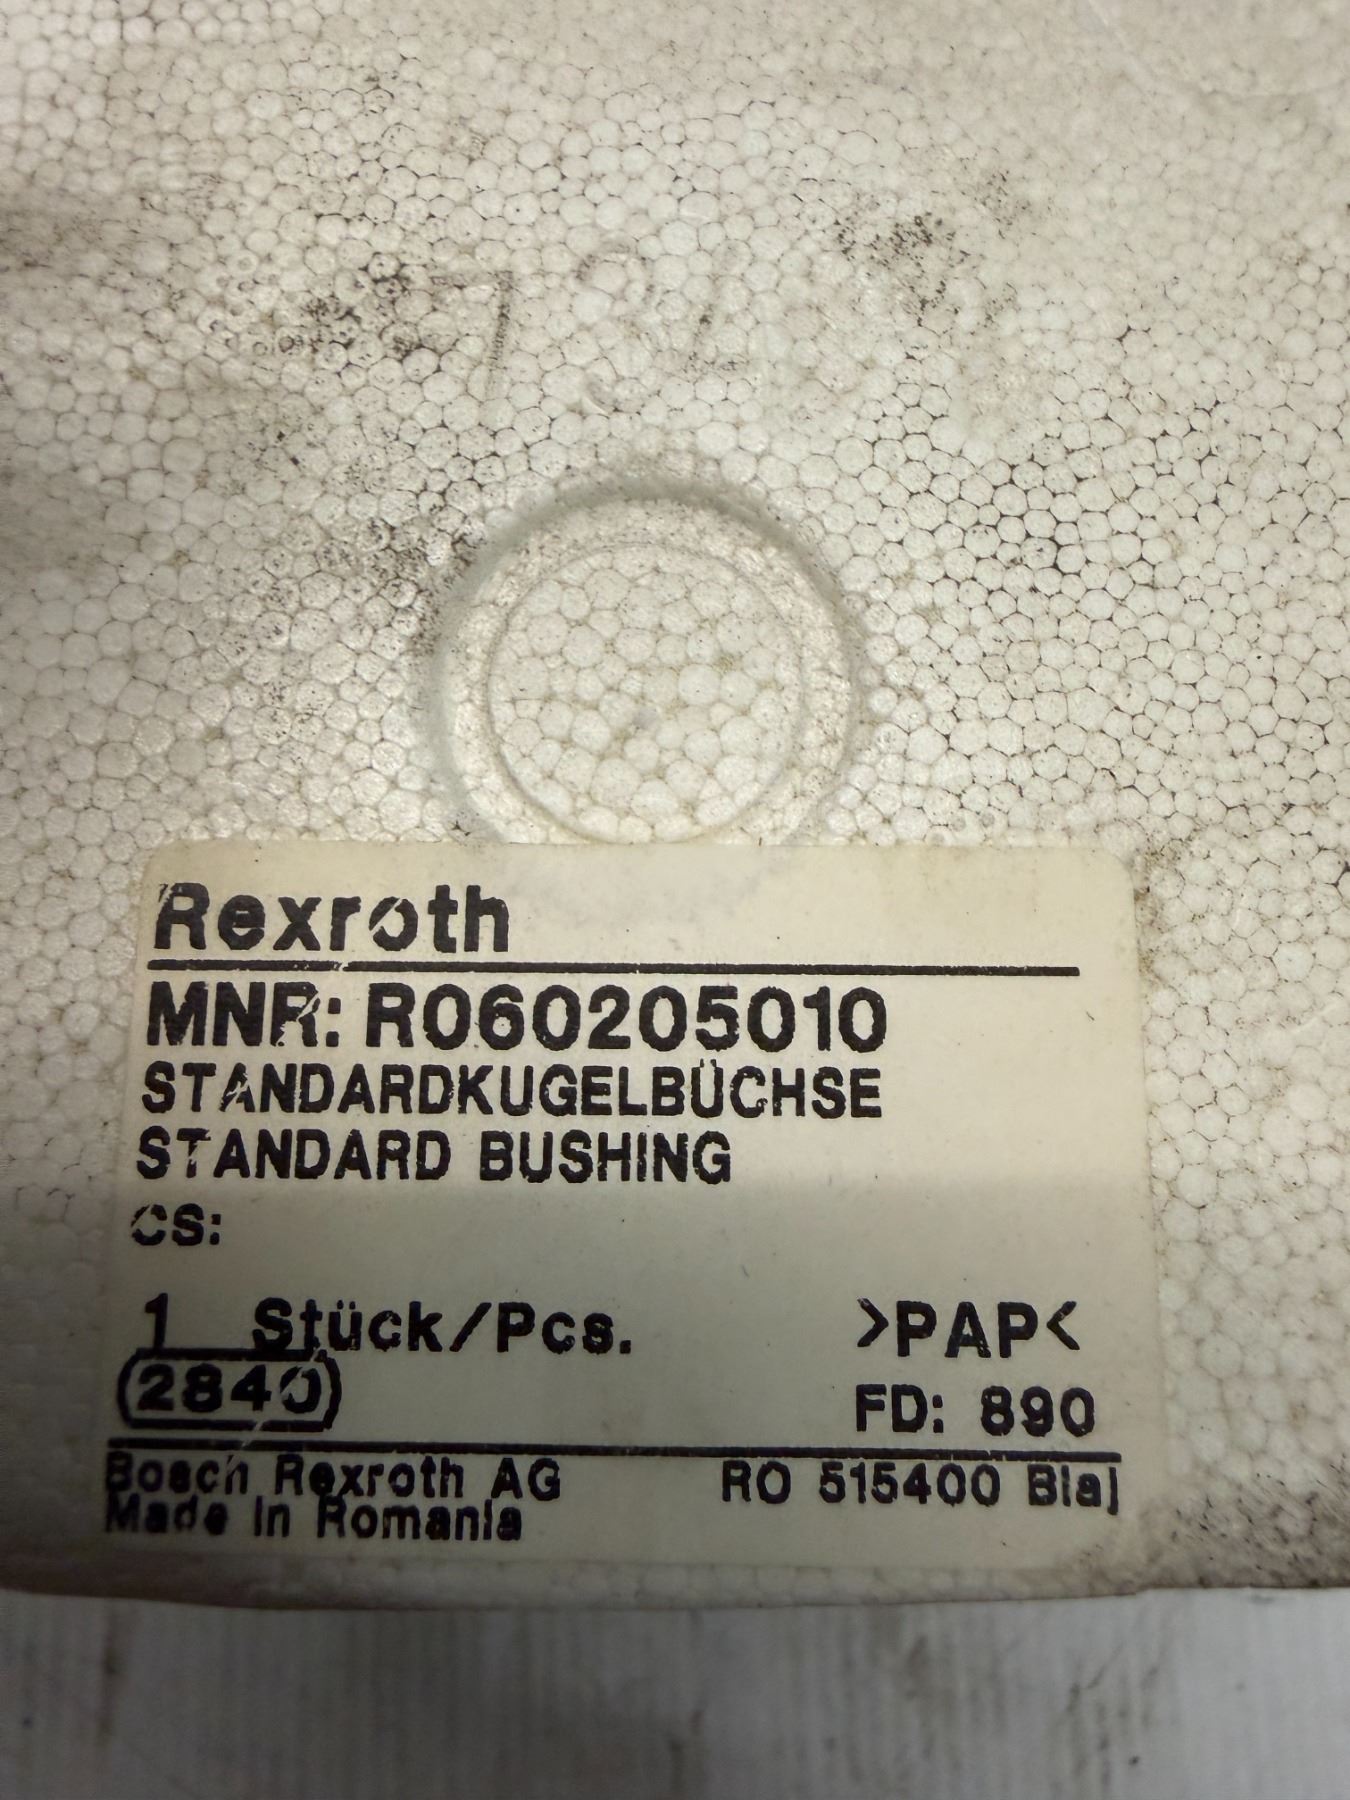 Rexroth
MNR: R060205010
STANDARDKUGELBÜCHSE
STANDARD BUSHING
CS:
1 Stück/Pcs. >PAP<
2840 FD: 890
Bosch Rexroth AG RO 515400 Blaj
Made in Romania